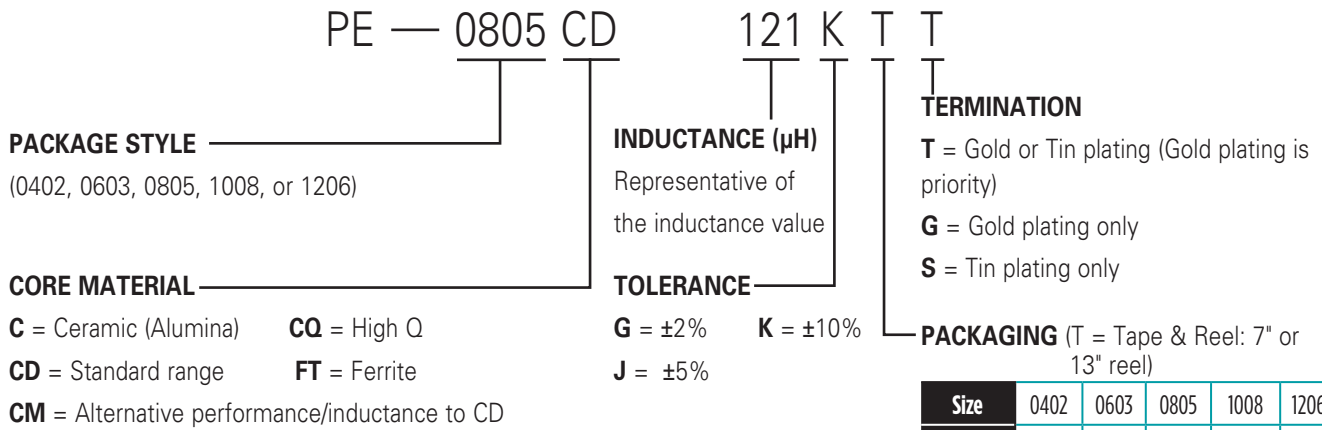 PE — 0805 CD 121 K T T
PACKAGE STYLE
(0402, 0603, 0805, 1008, or 1206)
CORE MATERIAL
C = Ceramic (Alumina) CQ = High Q
CD = Standard range FT = Ferrite
CM = Alternative performance/inductance to CD
INDUCTANCE (µH)
Representative of
the inductance value
TOLERANCE
G = ±2% K = ±10%
J = ±5%
TERMINATION
T = Gold or Tin plating (Gold plating is
priority)
G = Gold plating only
S = Tin plating only
PACKAGING (T = Tape & Reel: 7" or
13" reel)
Size 0402 0603 0805 1008 1206